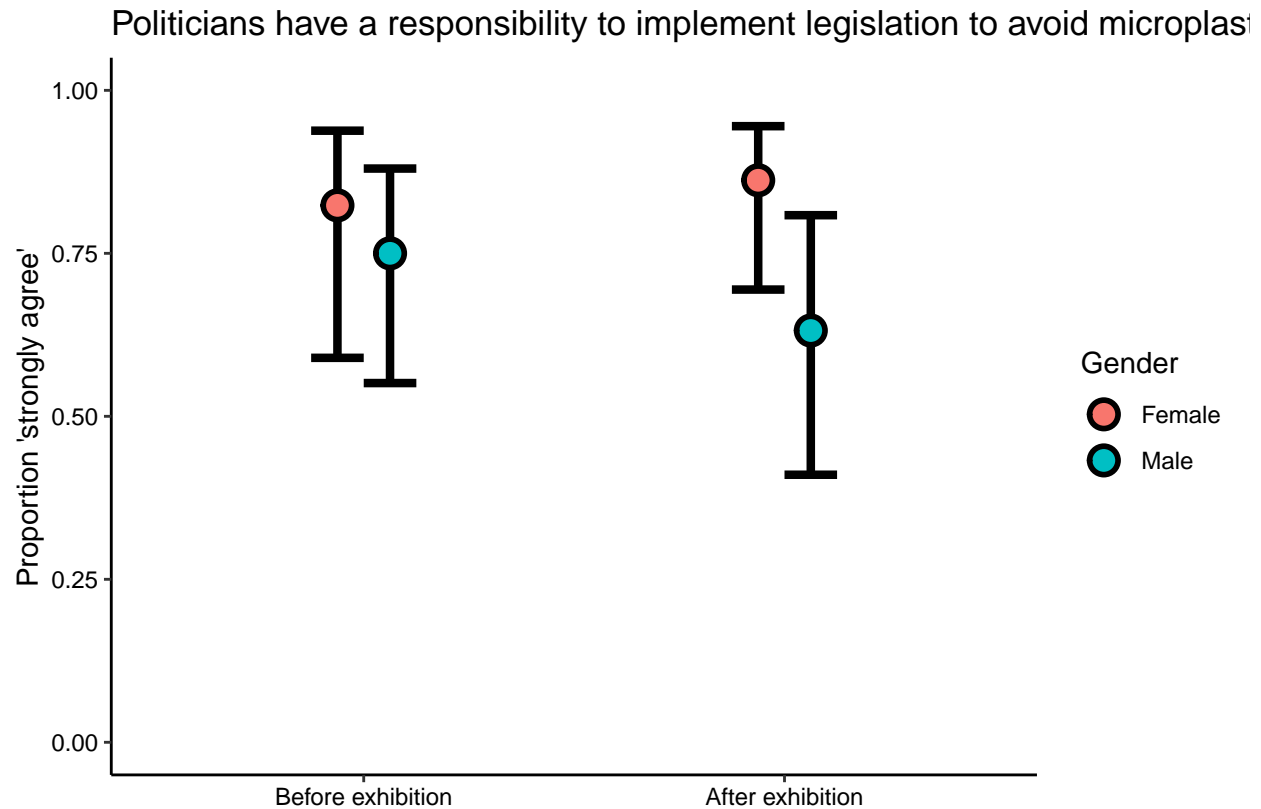 Politicians have a responsibility to implement legislation to avoid microplast
1.00
0.75
0.50
0.25
0.00
Proportion 'strongly agree'
Before exhibition
After exhibition
Gender
Female
Male